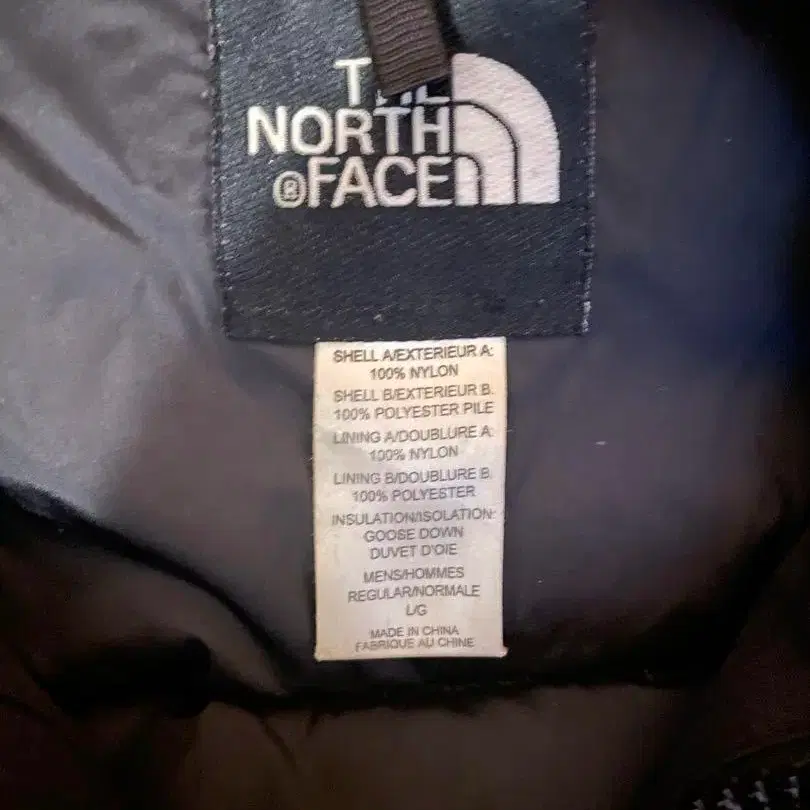 THE
NORTH
®FACE
SHELL A/EXTERIEUR A:
100% NYLON
SHELL B/EXTERIEUR B:
100% POLYESTER PILE
LINING A/DOUBLURE A:
100% NYLON
LINING B/DOUBLURE B:
100% POLYESTER
INSULATION/ISOLATION:
GOOSE DOWN
DUVET D'OIE
MENS/HOMMES
REGULAR/NORMALE
L/G
MADE IN CHINA
FABRIQUE AU CHINE